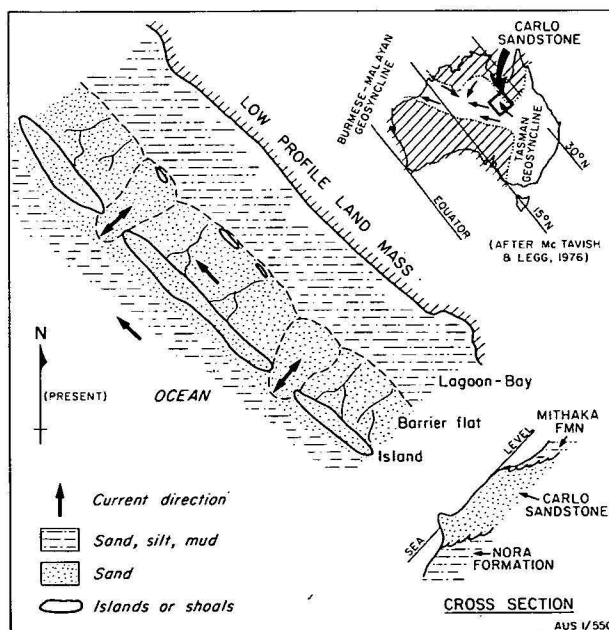 CARLO
SANDSTONE
BURMESE-MALAYAN
GEOSYNCLINE
TASMAN
GEOSYNCLINE
30°N
15°N
EQUATOR
(AFTER Mc TAVISH
& LEGG, 1976)
LOW PROFILE LAND MASS
N
(PRESENT)
OCEAN
Lagoon-Bay
Barrier flat
Island
Current direction
Sand, silt, mud
Sand
Islands or shoals
MITHAKA
FMN
LEVEL
CARLO
SANDSTONE
SEA
NORA
FORMATION
CROSS SECTION
AUS 1/550